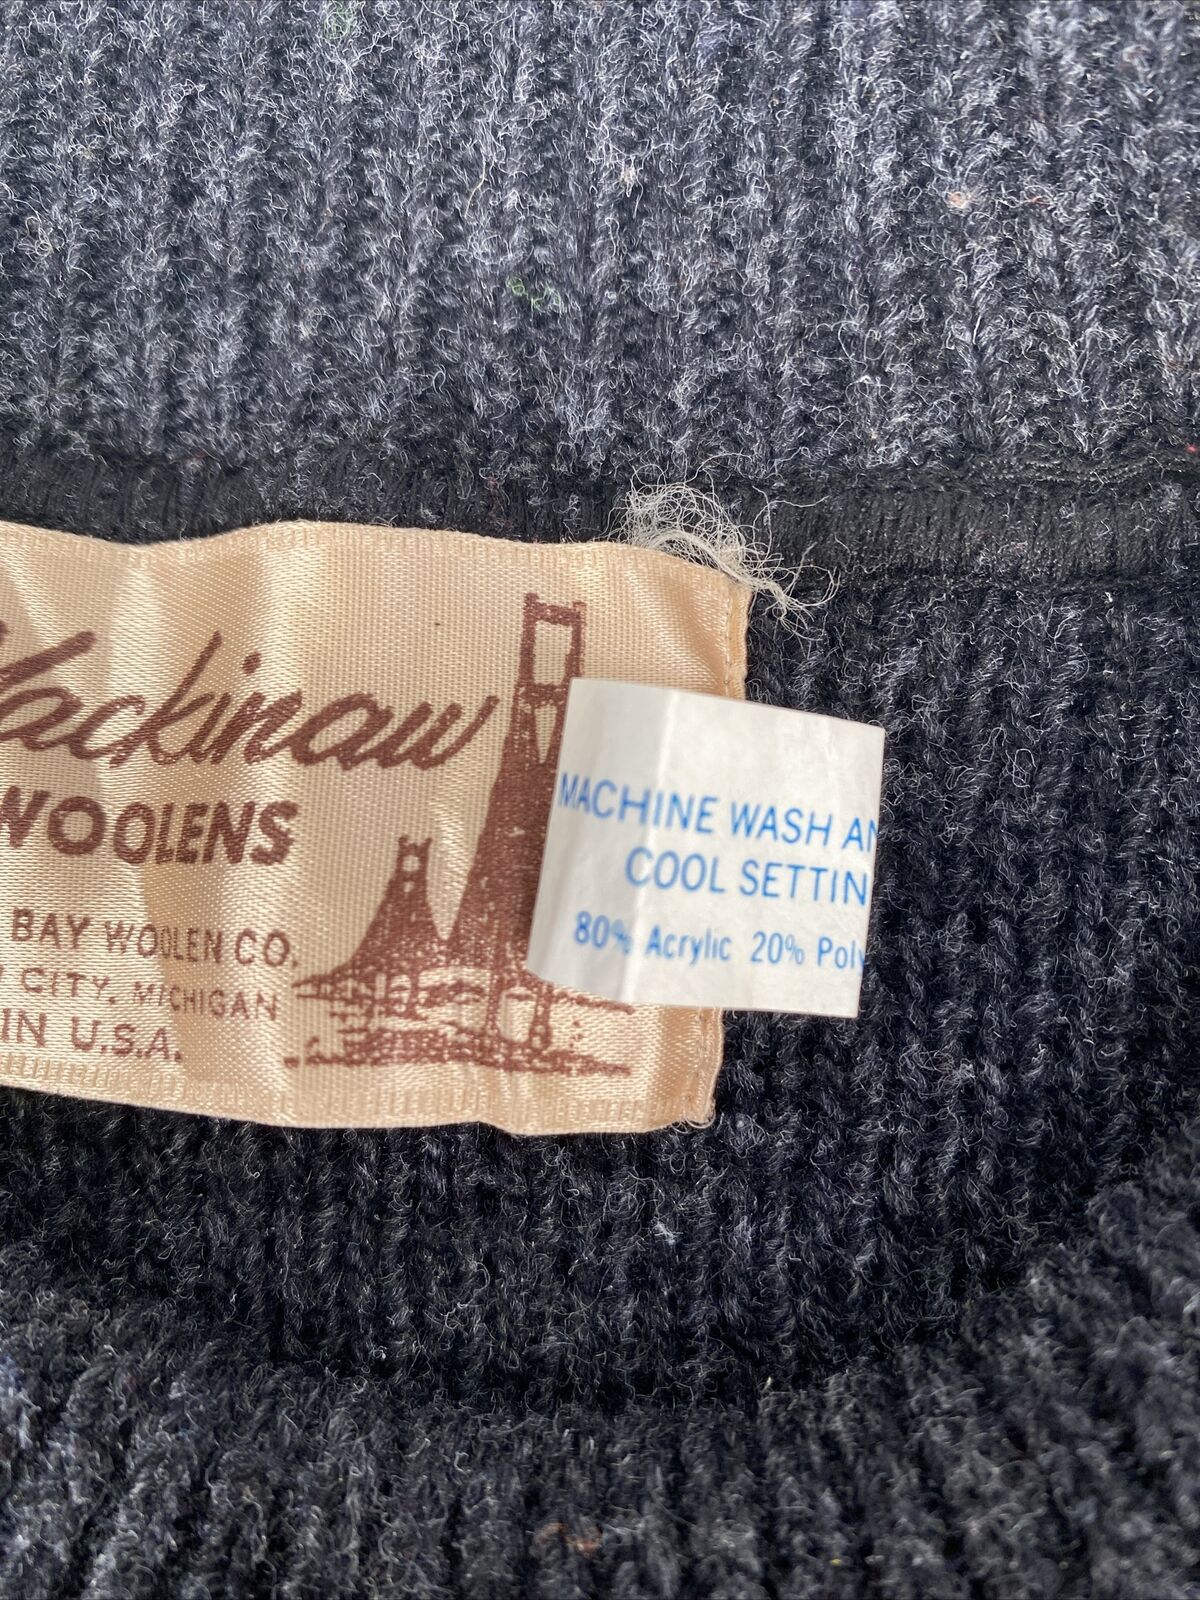 Mackinaw
WOOLENS
BAY WOOLEN CO.
CITY, MICHIGAN
IN U.S.A.
MACHINE WASH AN
COOL SETTIN
80% Acrylic 20% Poly